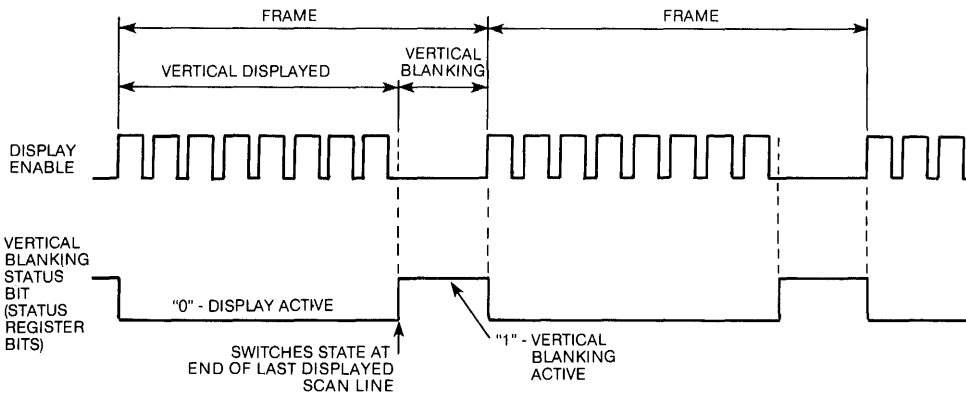 FRAME
FRAME
VERTICAL DISPLAYED
VERTICAL
BLANKING
DISPLAY
ENABLE
VERTICAL
BLANKING
STATUS
BIT
(STATUS
REGISTER
BITS)
"0" - DISPLAY ACTIVE
SWITCHES STATE AT
END OF LAST DISPLAYED
SCAN LINE
"1" - VERTICAL
BLANKING
ACTIVE